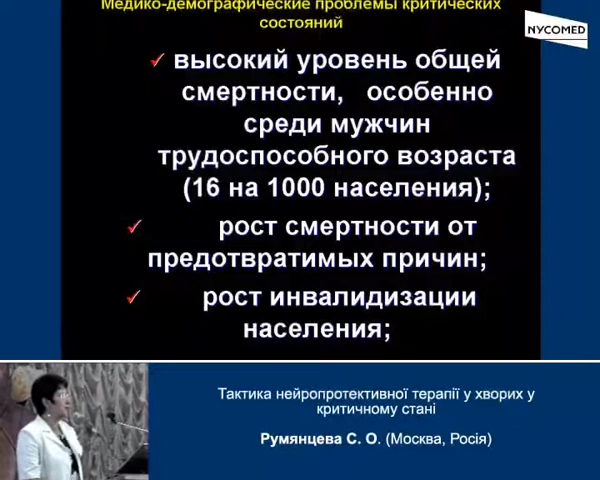 Медико-демографические проблемы критических
состояний
NYCOMED
высокий уровень общей
смертности, особенно
среди мужчин
трудоспособного возраста
(16 на 1000 населения);
рост смертности от
предотвратимых причин;
рост инвалидизации
населения;
Тактика нейропротективної терапії у хворих у
критичному стані
Румянцева С. О. (Москва, Росія)